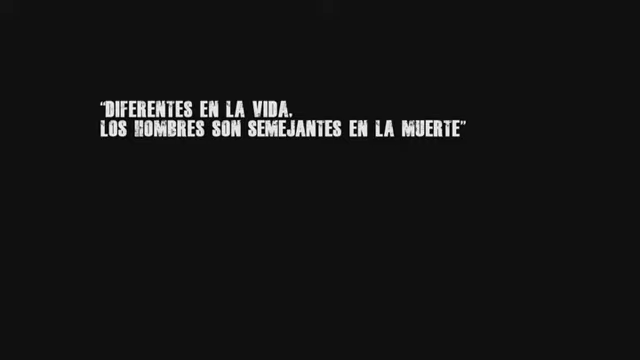 “DIFERENTES EN LA VIDA,
LOS HOMBRES SON SEMEJANTES EN LA MUERTE”